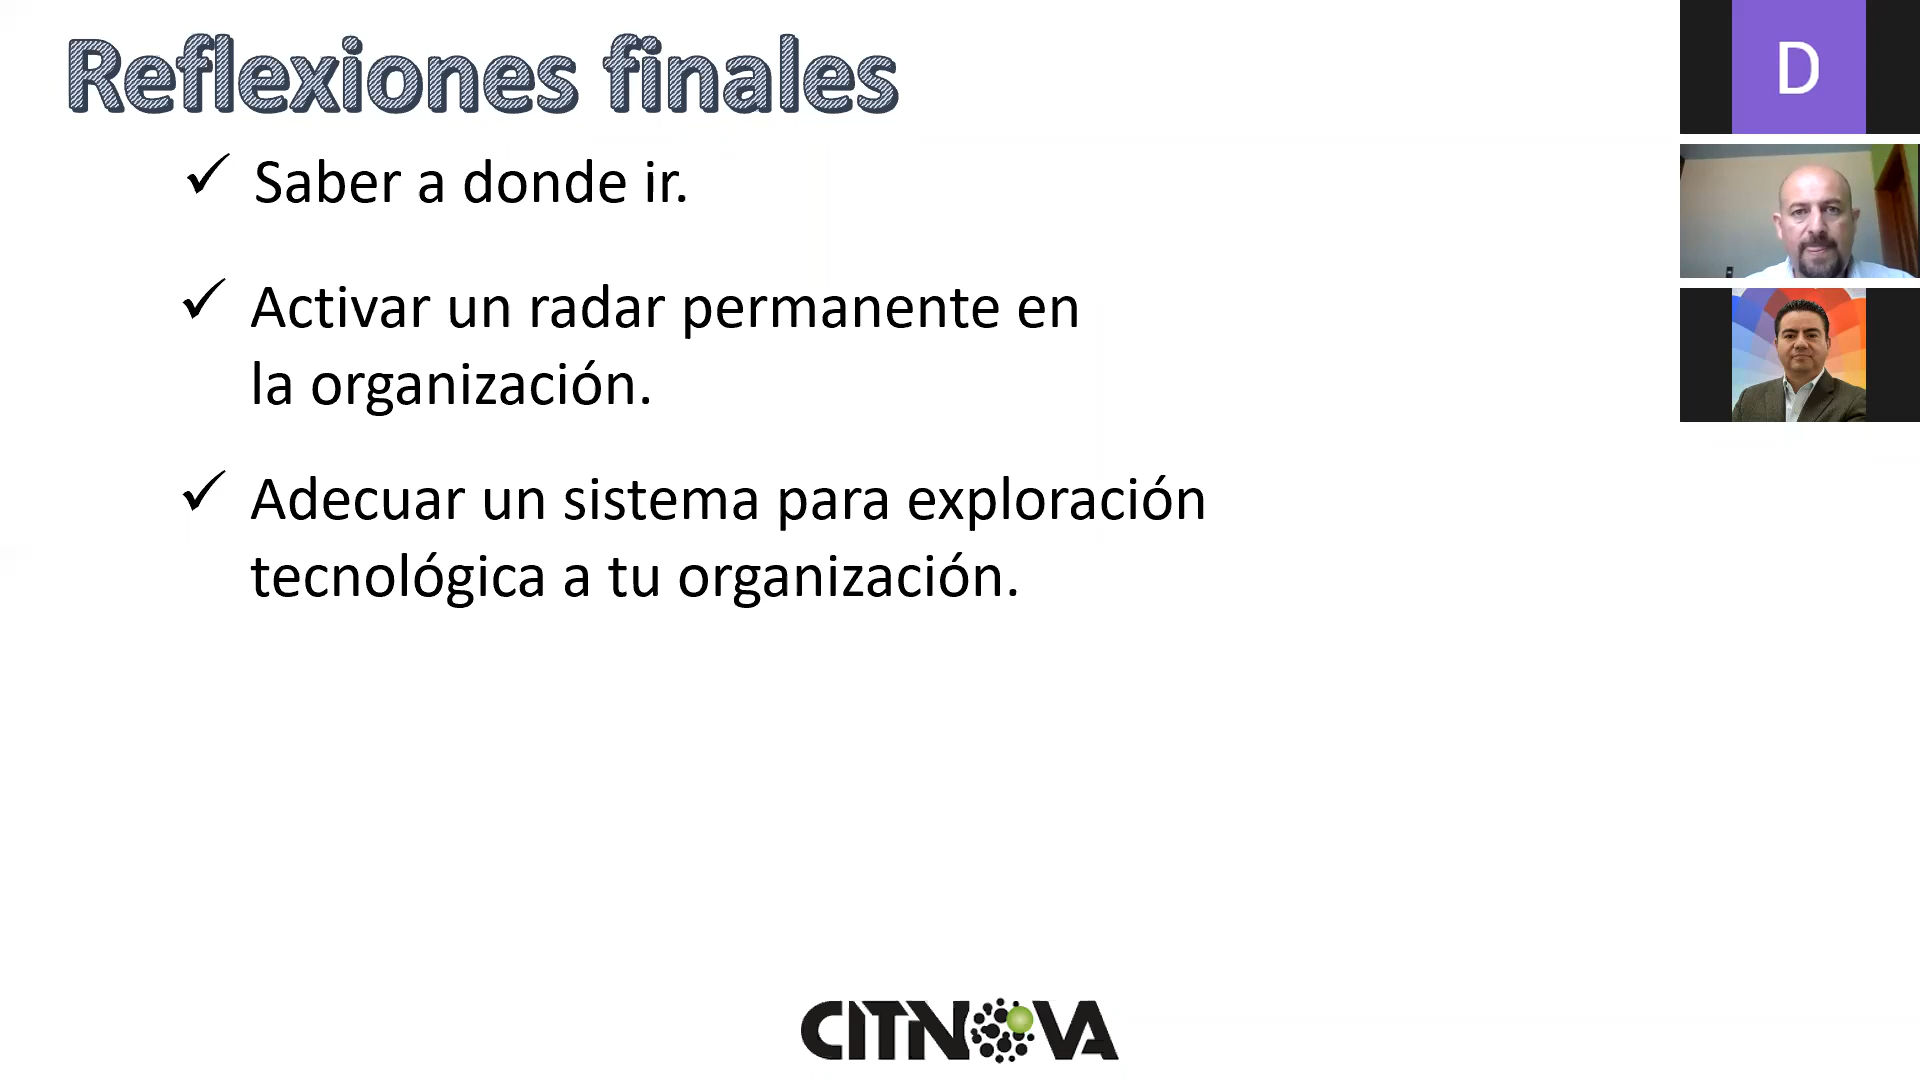 Reflexiones finales
✓ Saber a donde ir.
✓ Activar un radar permanente en
la organización.
✓ Adecuar un sistema para exploración
tecnológica a tu organización.
CITNOVA
D